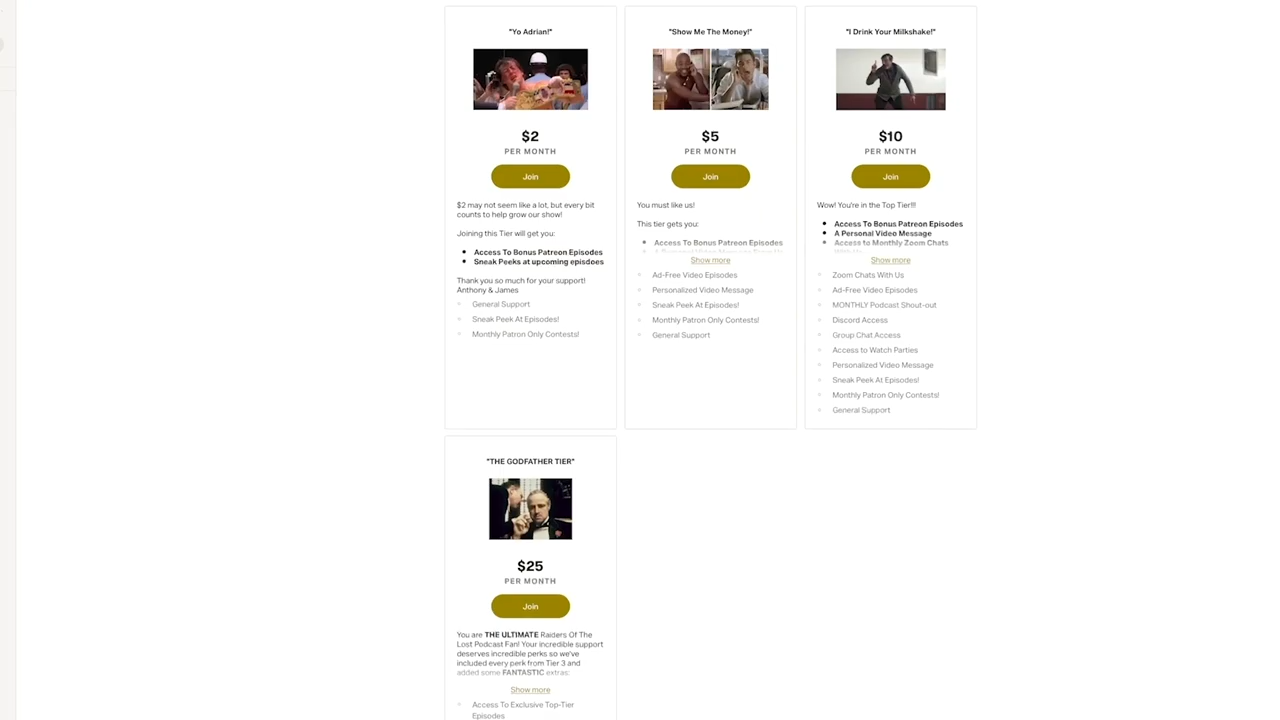 "Yo Adrian!"
$2
PER MONTH
Join
$2 may not seem like a lot, but every bit
counts to help grow our show!
Joining this Tier will get you:
Access To Bonus Patreon Episodes
Sneak Peeks at upcoming episdoes
Thank you so much for your support!
Anthony & James
General Support
Sneak Peek At Episodes!
Monthly Patron Only Contests!
"Show Me The Money!"
$5
PER MONTH
Join
You must like us!
This tier gets you:
Access To Bonus Patreon Episodes
Show more
Ad-Free Video Episodes
Personalized Video Message
Sneak Peek At Episodes!
Monthly Patron Only Contests!
General Support
"I Drink Your Milkshake!"
$10
PER MONTH
Join
Wow! You're in the Top Tier!!!
Access To Bonus Patreon Episodes
A Personal Video Message
Access to Monthly Zoom Chats
With Us
Show more
Zoom Chats With Us
Ad-Free Video Episodes
MONTHLY Podcast Shout-out
Discord Access
Group Chat Access
Access to Watch Parties
Personalized Video Message
Sneak Peek At Episodes!
Monthly Patron Only Contests!
General Support
"THE GODFATHER TIER"
$25
PER MONTH
Join
You are THE ULTIMATE Raiders Of The
Lost Podcast Fan! Your incredible support
deserves incredible perks so we've
included every perk from Tier 3 and
added some FANTASTIC extras:
Show more
Access To Exclusive Top-Tier
Episodes